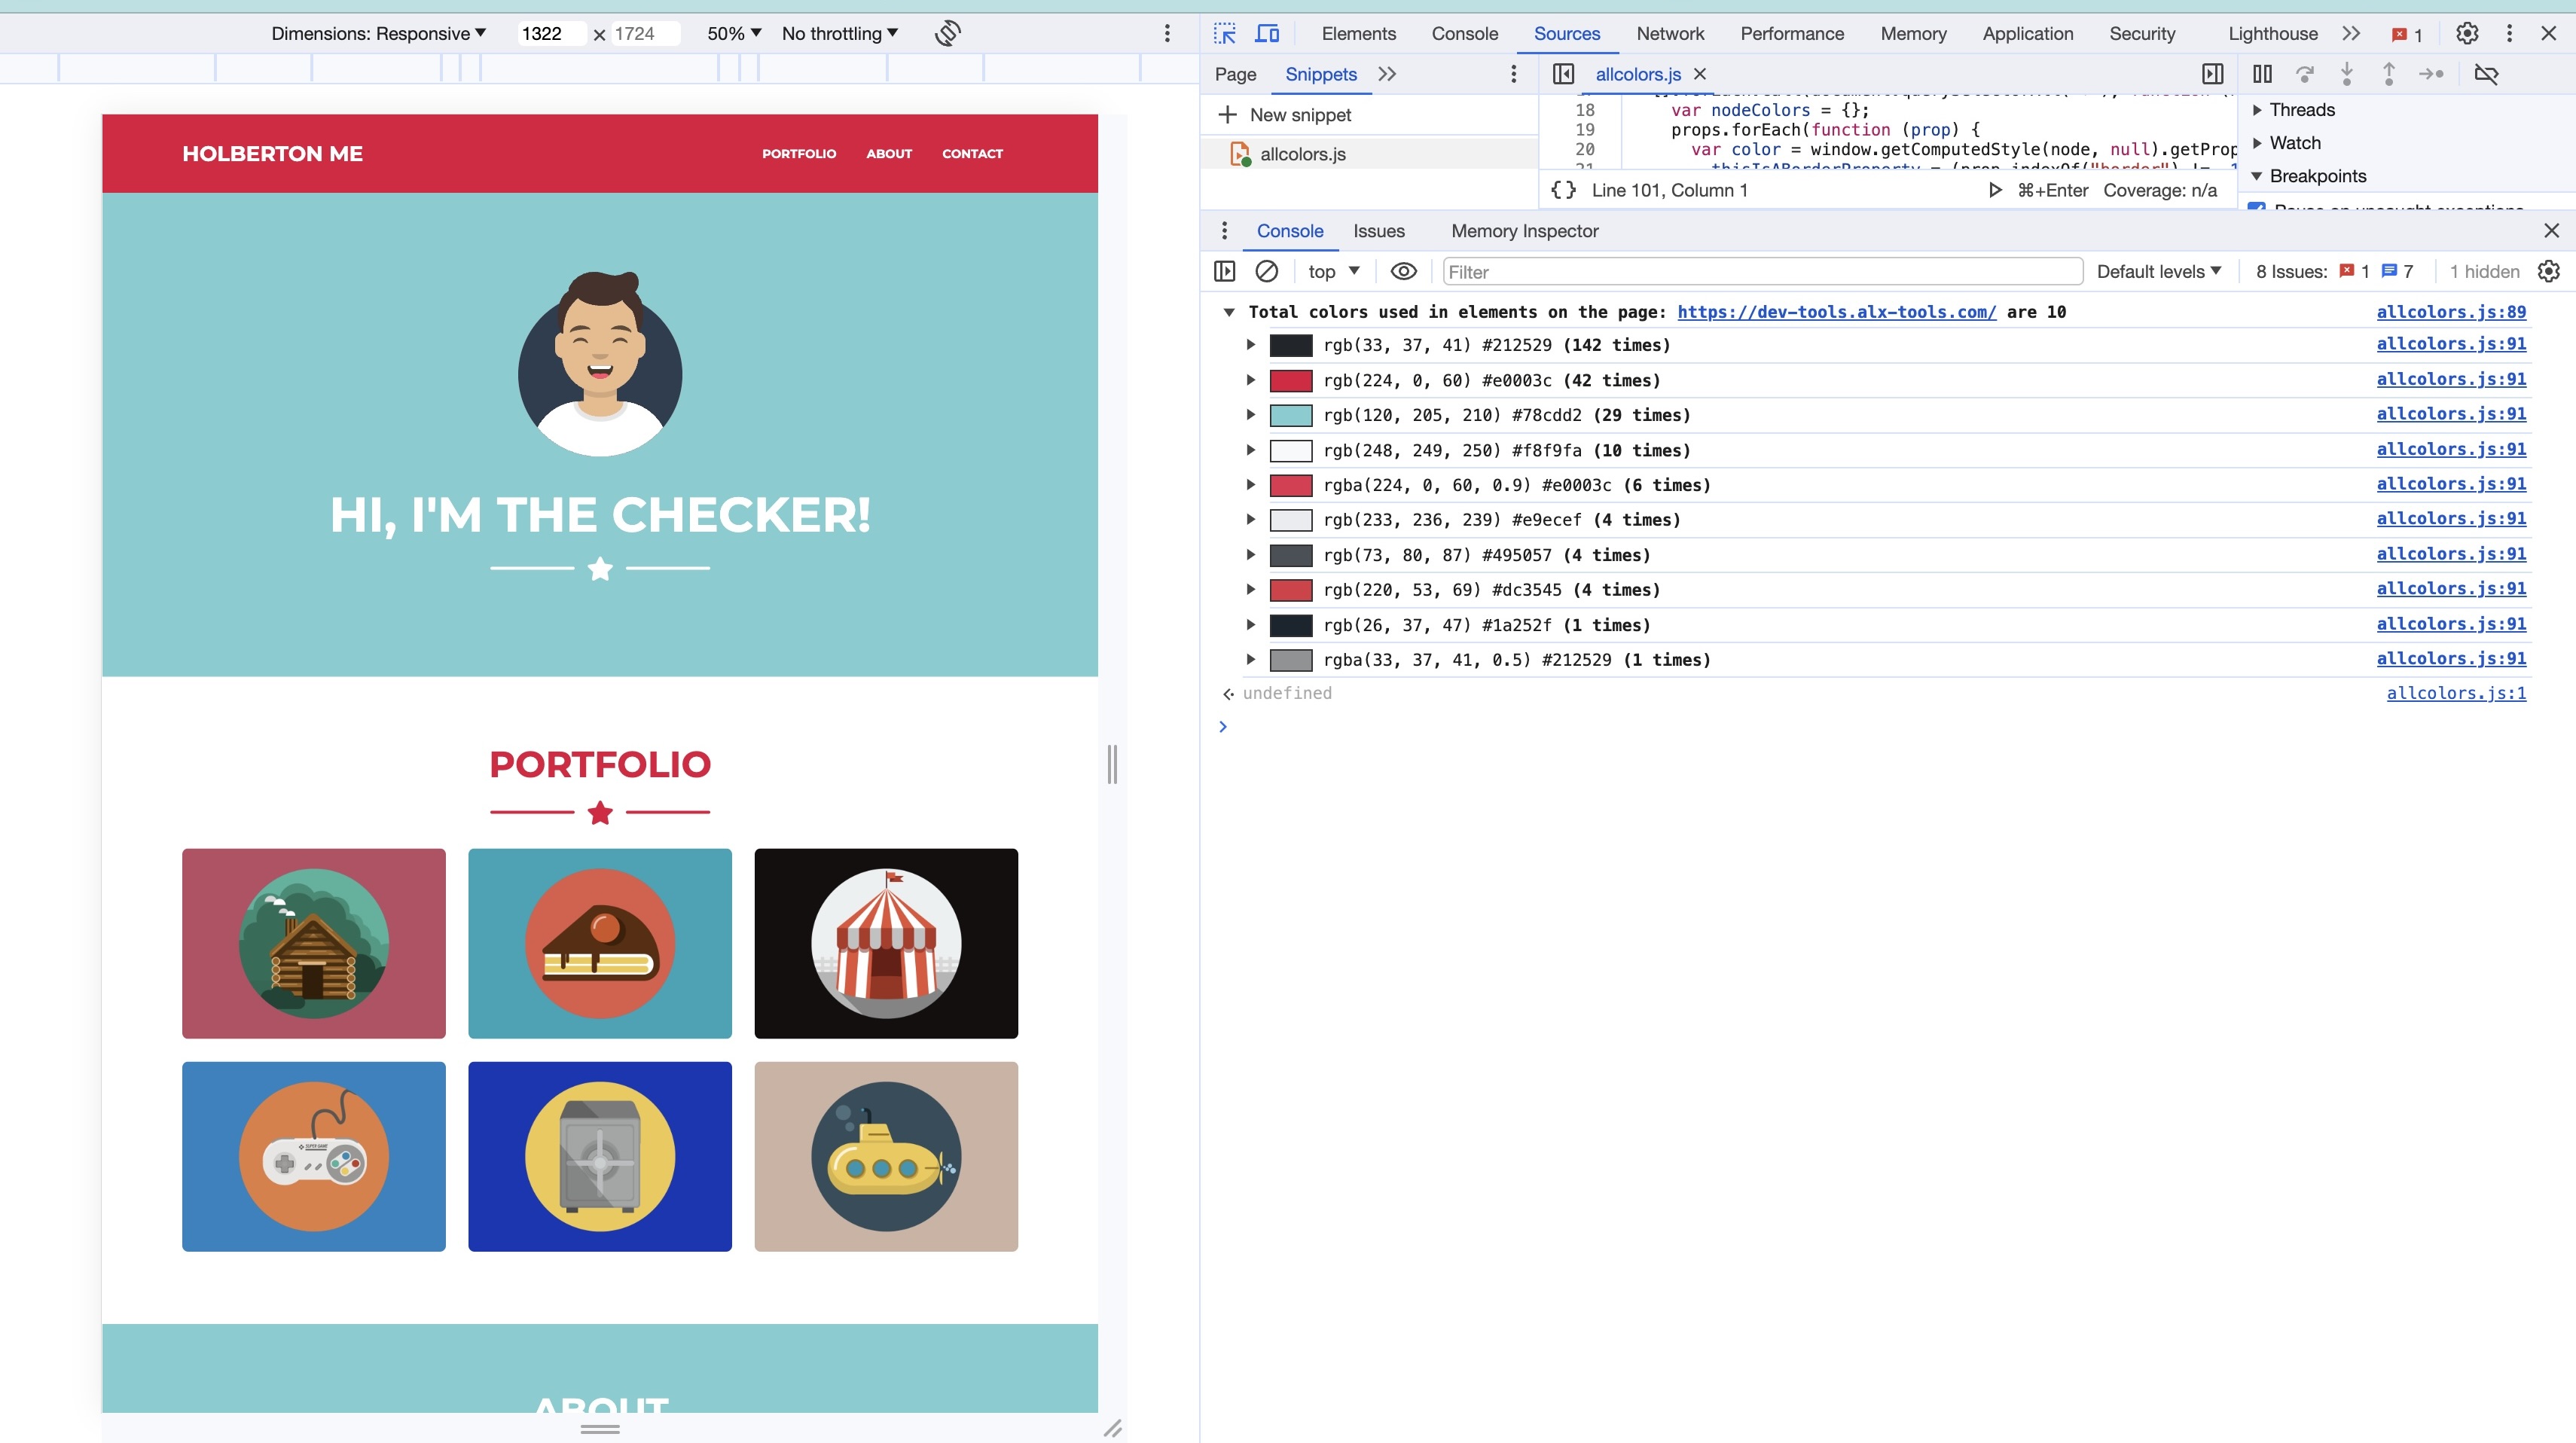 Dimensions: Responsive 1322 × 1724 50% No throttling
HOLBERTON ME PORTFOLIO ABOUT CONTACT
HI, I'M THE CHECKER!
PORTFOLIO
SUPER GAME
ABOUT
Elements Console Sources Network Performance Memory Application Security Lighthouse 1
Page Snippets allcolors.js
New snippet
allcolors.js
18 var nodeColors = {};
19 props.forEach(function (prop) {
20 var color = window.getComputedStyle(node, null).getProp
{} Line 101, Column 1 ⌘+Enter Coverage: n/a
Threads
Watch
Breakpoints
Pause on uncaught exceptions
Console Issues Memory Inspector
top Filter Default levels 8 Issues: 1 7 1 hidden
Total colors used in elements on the page: https://dev-tools.alx-tools.com/ are 10 allcolors.js:89
rgb(33, 37, 41) #212529 (142 times) allcolors.js:91
rgb(224, 0, 60) #e0003c (42 times) allcolors.js:91
rgb(120, 205, 210) #78cdd2 (29 times) allcolors.js:91
rgb(248, 249, 250) #f8f9fa (10 times) allcolors.js:91
rgba(224, 0, 60, 0.9) #e0003c (6 times) allcolors.js:91
rgb(233, 236, 239) #e9ecef (4 times) allcolors.js:91
rgb(73, 80, 87) #495057 (4 times) allcolors.js:91
rgb(220, 53, 69) #dc3545 (4 times) allcolors.js:91
rgb(26, 37, 47) #1a252f (1 times) allcolors.js:91
rgba(33, 37, 41, 0.5) #212529 (1 times) allcolors.js:91
undefined allcolors.js:1